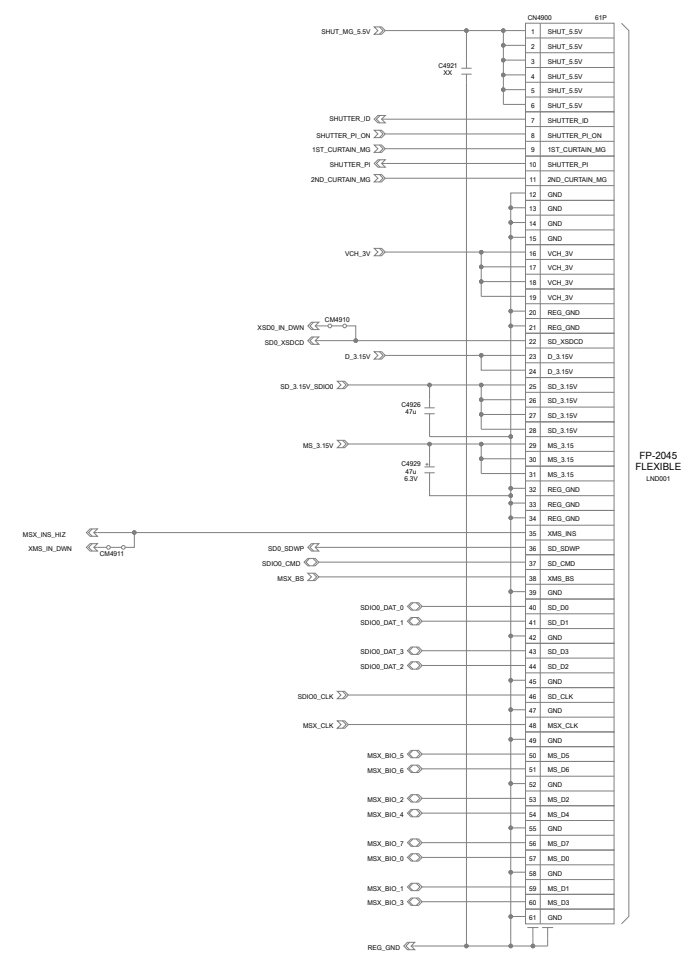 CN4900 61P
SHUT_MG_5.5V 1 SHUT_5.5V
2 SHUT_5.5V
3 SHUT_5.5V
C4921
XX
4 SHUT_5.5V
5 SHUT_5.5V
6 SHUT_5.5V
SHUTTER_ID 7 SHUTTER_ID
SHUTTER_PI_ON 8 SHUTTER_PI_ON
1ST_CURTAIN_MG 9 1ST_CURTAIN_MG
SHUTTER_PI 10 SHUTTER_PI
2ND_CURTAIN_MG 11 2ND_CURTAIN_MG
12 GND
13 GND
14 GND
15 GND
VCH_3V 16 VCH_3V
17 VCH_3V
18 VCH_3V
19 VCH_3V
20 REG_GND
CM4910
XSD0_IN_DWN 21 REG_GND
SD0_XSDCD 22 SD_XSDCD
D_3.15V 23 D_3.15V
24 D_3.15V
SD_3.15V_SDIO0 25 SD_3.15V
26 SD_3.15V
C4926
47u
27 SD_3.15V
28 SD_3.15V
MS_3.15V 29 MS_3.15
30 MS_3.15
C4929 +
47u
6.3V
31 MS_3.15
FP-2045
FLEXIBLE
LND001
32 REG_GND
33 REG_GND
34 REG_GND
MSX_INS_HIZ 35 XMS_INS
XMS_IN_DWN CM4911 SD0_SDWP 36 SD_SDWP
SDIO0_CMD 37 SD_CMD
MSX_BS 38 XMS_BS
39 GND
SDIO0_DAT_0 40 SD_D0
SDIO0_DAT_1 41 SD_D1
42 GND
SDIO0_DAT_3 43 SD_D3
SDIO0_DAT_2 44 SD_D2
45 GND
SDIO0_CLK 46 SD_CLK
47 GND
MSX_CLK 48 MSX_CLK
49 GND
MSX_BIO_5 50 MS_D5
MSX_BIO_6 51 MS_D6
52 GND
MSX_BIO_2 53 MS_D2
MSX_BIO_4 54 MS_D4
55 GND
MSX_BIO_7 56 MS_D7
MSX_BIO_0 57 MS_D0
58 GND
MSX_BIO_1 59 MS_D1
MSX_BIO_3 60 MS_D3
61 GND
REG_GND